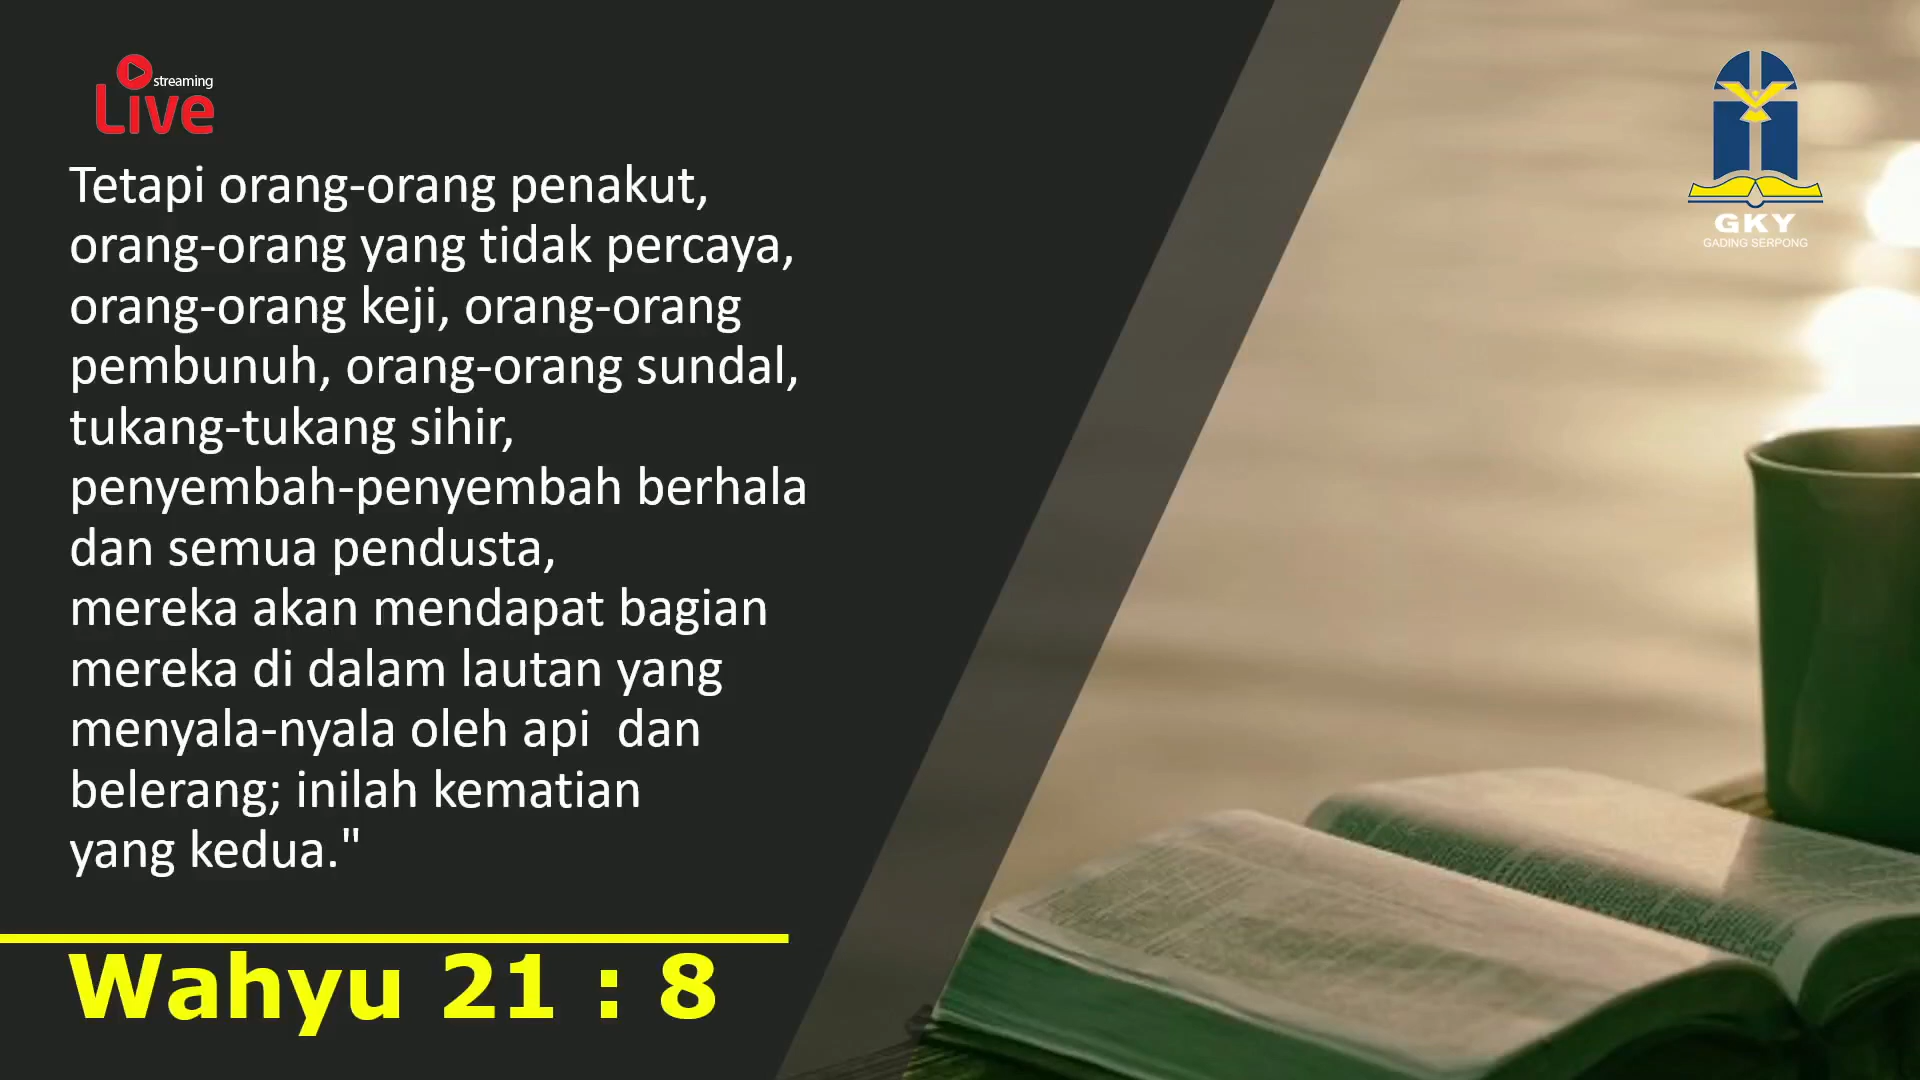 streaming
Live
Tetapi orang-orang penakut,
orang-orang yang tidak percaya,
orang-orang keji, orang-orang
pembunuh, orang-orang sundal,
tukang-tukang sihir,
penyembah-penyembah berhala
dan semua pendusta,
mereka akan mendapat bagian
mereka di dalam lautan yang
menyala-nyala oleh api  dan
belerang; inilah kematian
yang kedua."
Wahyu 21 : 8
GKY
GADING SERPONG